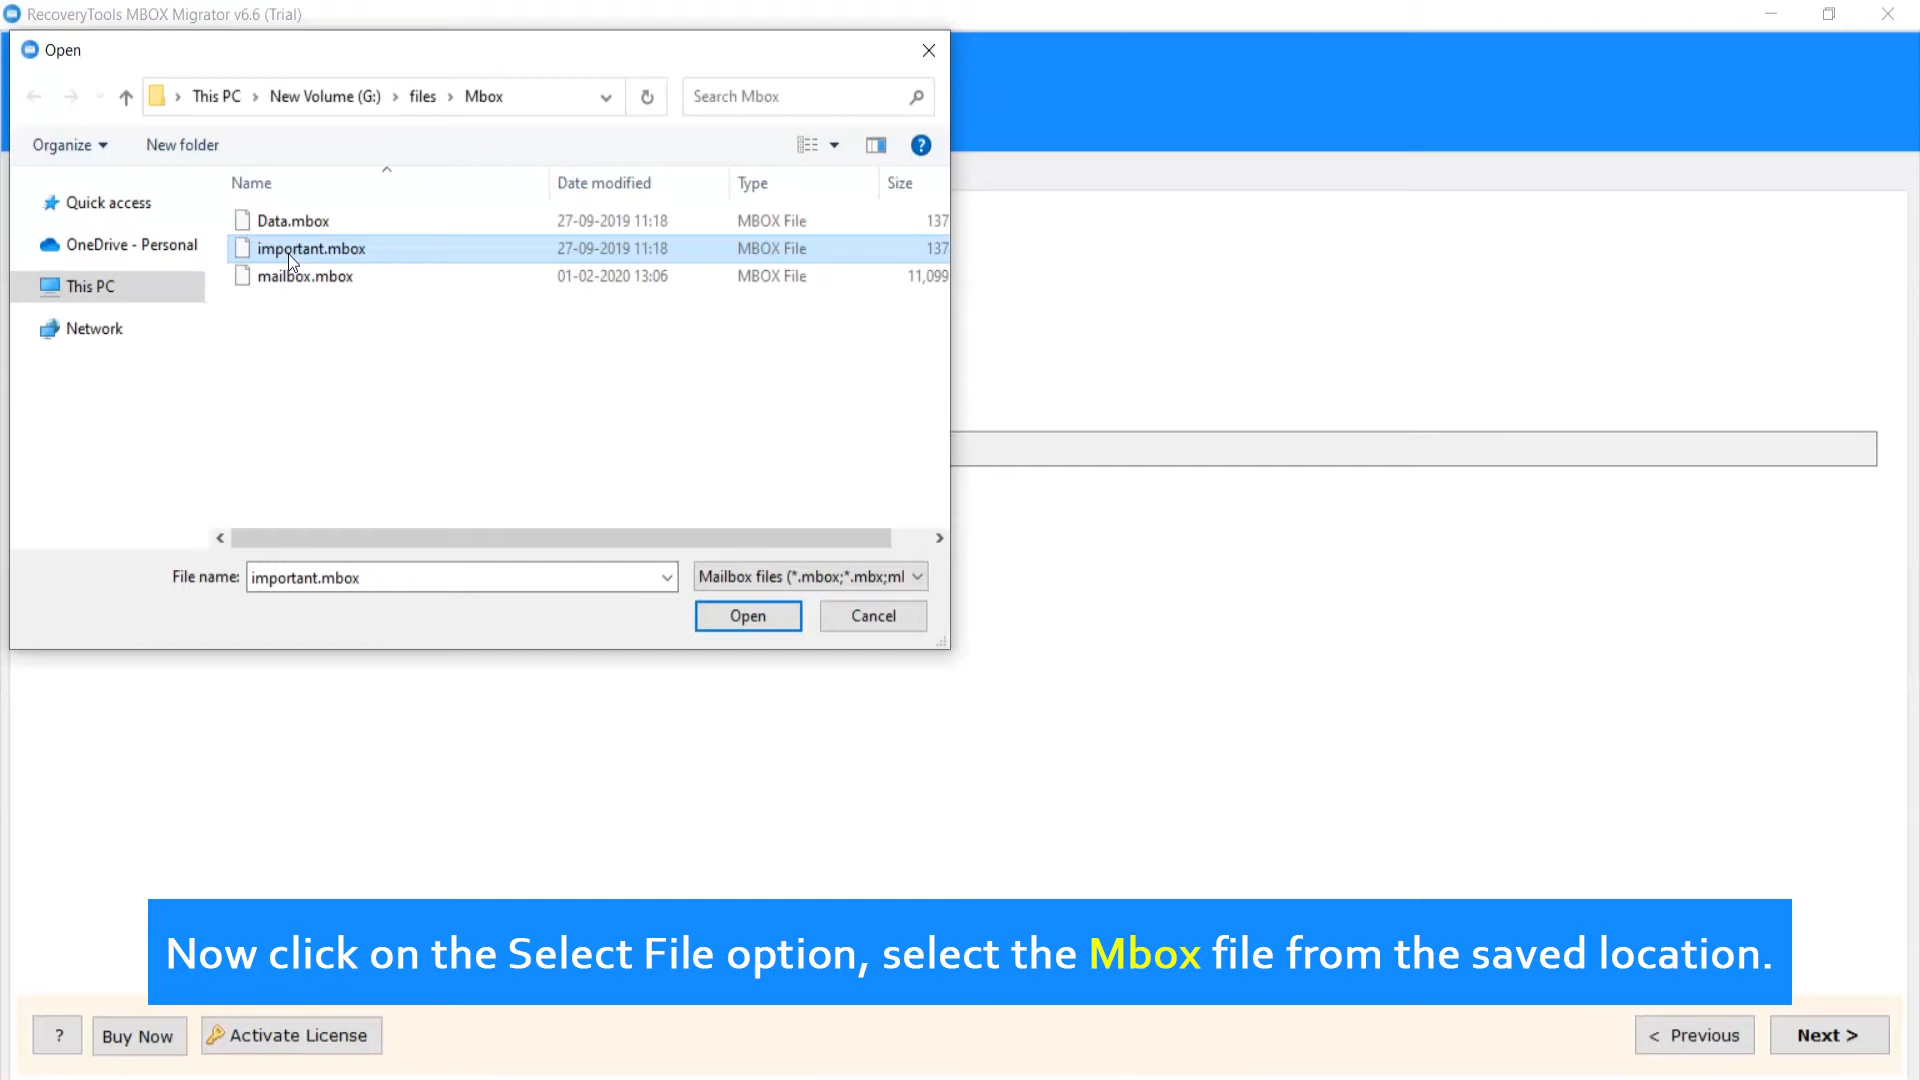 RecoveryTools MBOX Migrator v6.6 (Trial)
Open
This PC > New Volume (G:) > files > Mbox
Search Mbox
Organize
New folder
?
Name
Date modified
Type
Size
Quick access
OneDrive - Personal
This PC
Network
Data.mbox 27-09-2019 11:18 MBOX File 137
important.mbox 27-09-2019 11:18 MBOX File 137
mailbox.mbox 01-02-2020 13:06 MBOX File 11,099
File name: important.mbox
Mailbox files (*.mbox;*.mbx;ml
Open
Cancel
Now click on the Select File option, select the Mbox file from the saved location.
?
Buy Now
Activate License
< Previous
Next >